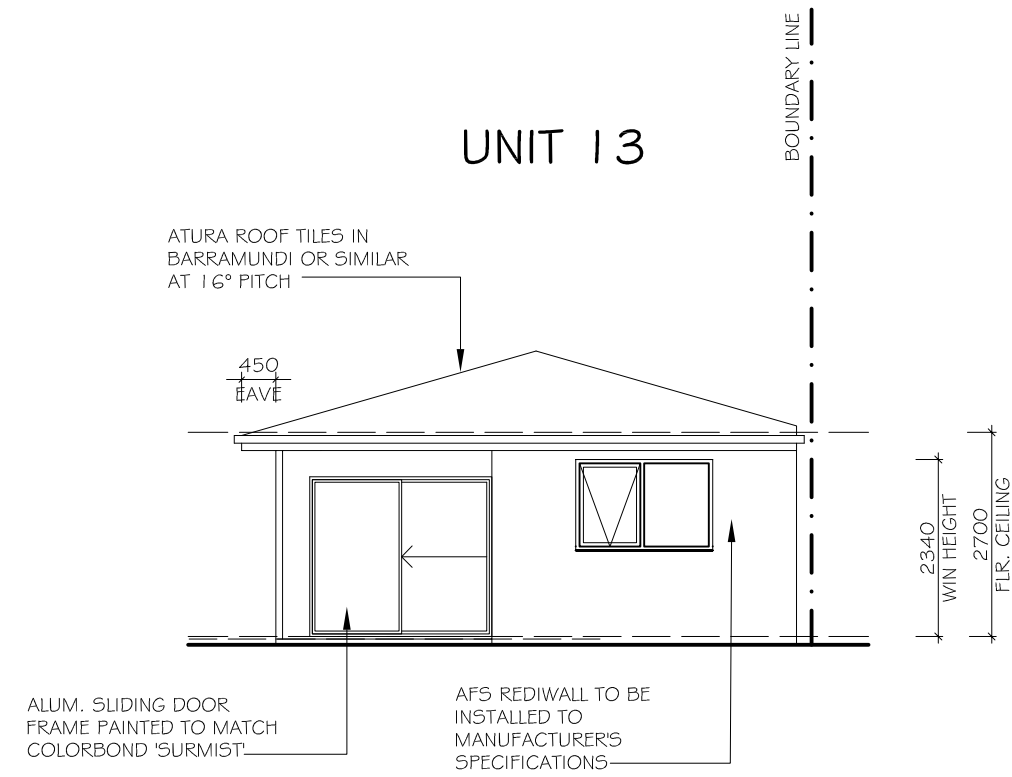 BOUNDARY LINE
UNIT 13
ATURA ROOF TILES IN
BARRAMUNDI OR SIMILAR
AT 16° PITCH
450
EAVE
2340
WIN HEIGHT
2700
FLR. CEILING
ALUM. SLIDING DOOR
FRAME PAINTED TO MATCH
COLORBOND 'SURMIST'
AFS REDIWALL TO BE
INSTALLED TO
MANUFACTURER'S
SPECIFICATIONS